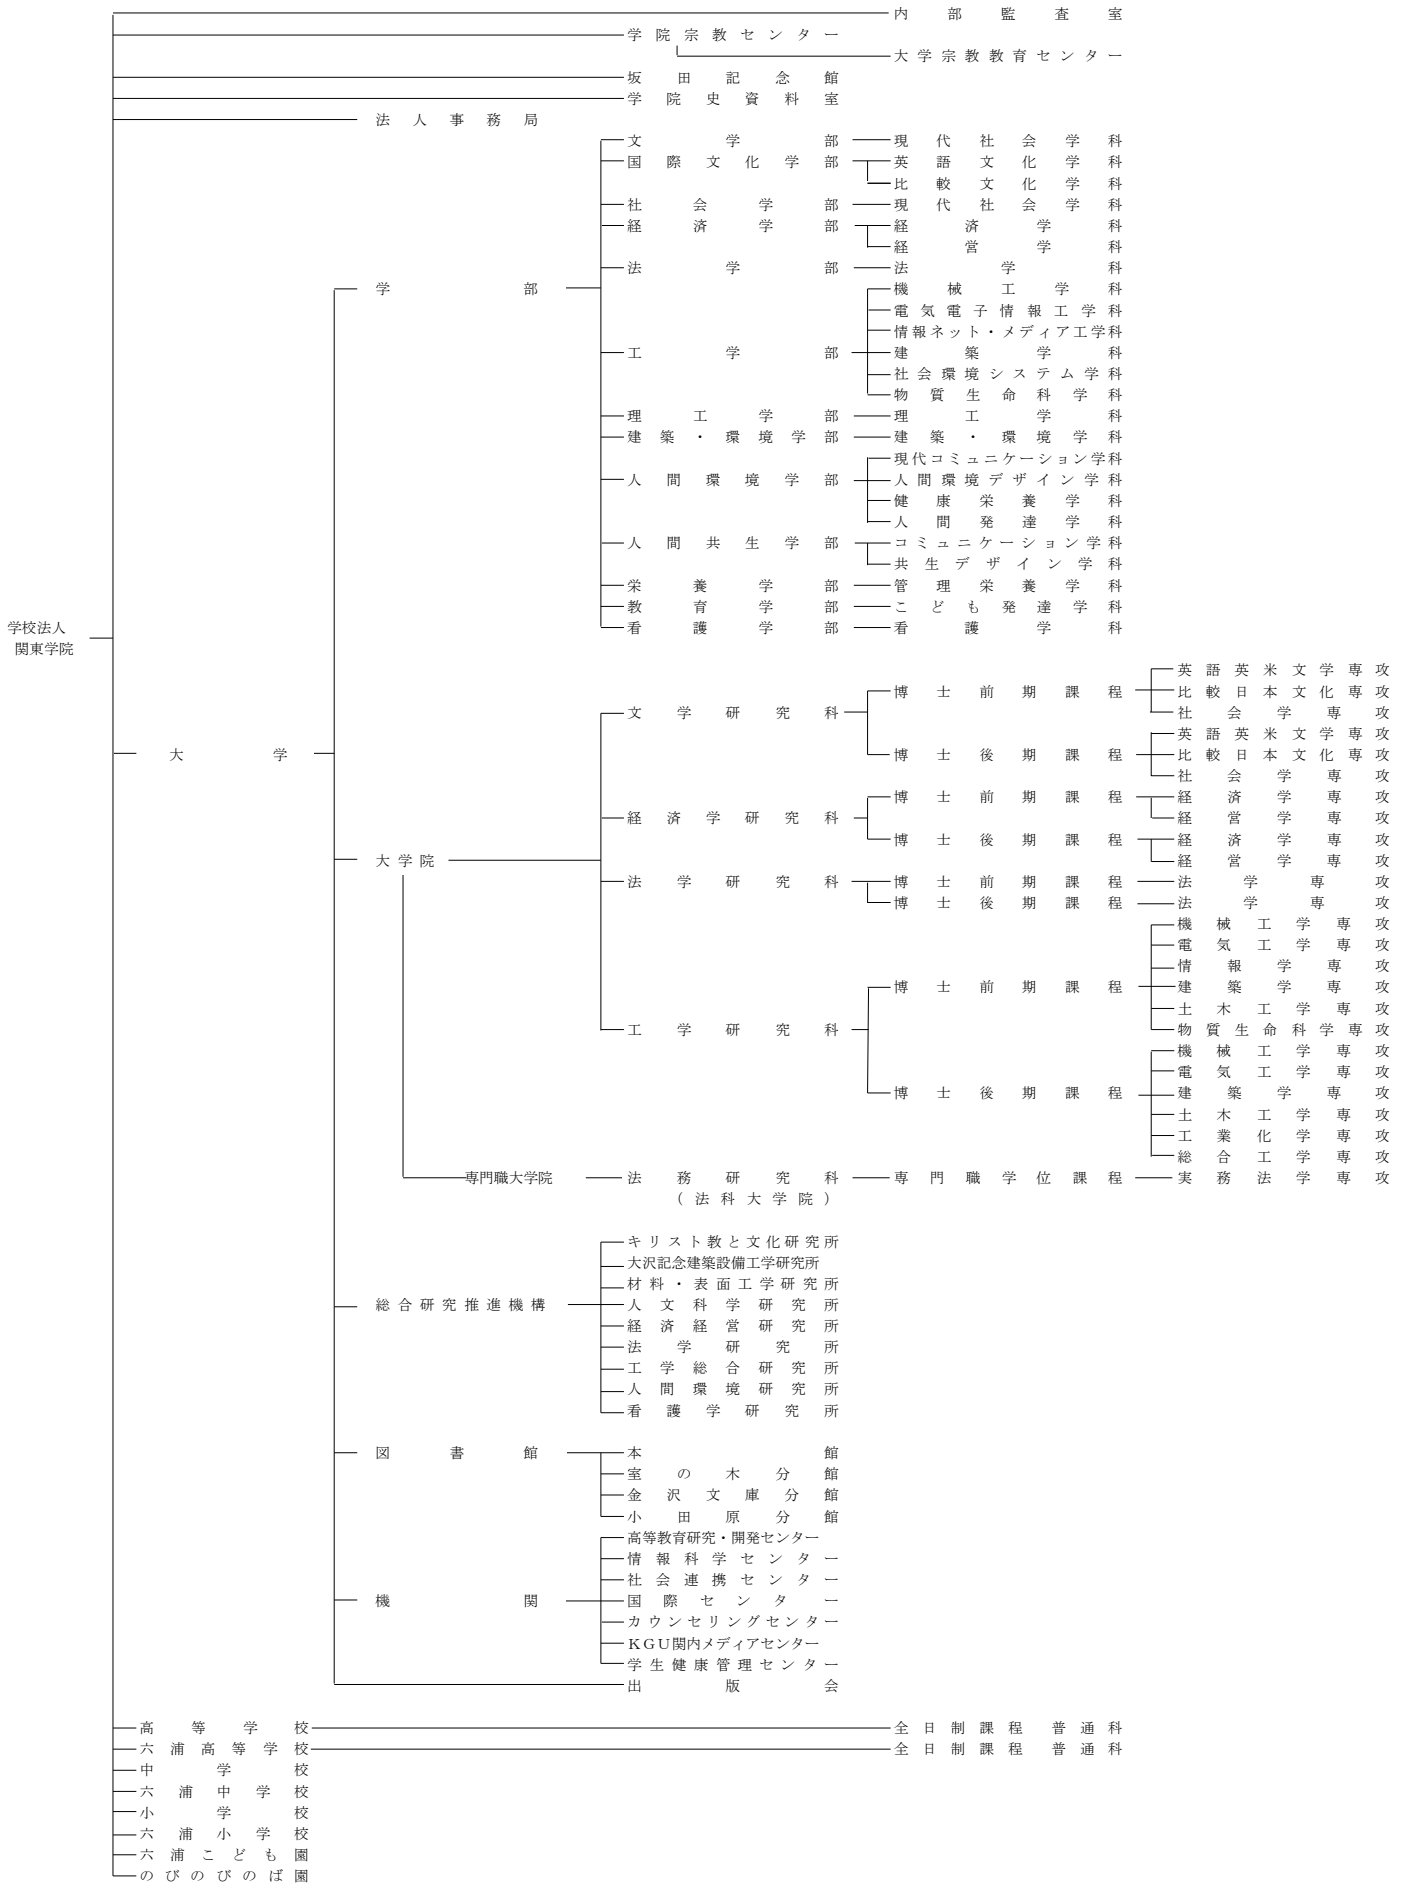 内部監査室
学院宗教センター
大学宗教教育センター
坂田記念館
学院史資料室
法人事務局
文学部 現代社会学科
国際文化学部 英語文化学科
比較文化学科
社会学部 現代社会学科
経済学部 経済学科
経営学科
法学部 法学科
学部 機械工学科
電気電子情報工学科
情報ネット・メディア工学科
工学部 建築学科
社会環境システム学科
物質生命科学科
理工学部 理工学科
建築・環境学部 建築・環境学科
現代コミュニケーション学科
人間環境学部 人間環境デザイン学科
健康栄養学科
人間発達学科
人間共生学部 コミュニケーション学科
共生デザイン学科
栄養学部 管理栄養学科
教育学部 こども発達学科
看護学部 看護学科
学校法人
関東学院
英語英米文学専攻
博士前期課程 比較日本文化専攻
文学研究科 社会学専攻
英語英米文学専攻
大学 博士後期課程 比較日本文化専攻
社会学専攻
博士前期課程 経済学専攻
経済学研究科 経営学専攻
博士後期課程 経済学専攻
大学院 経営学専攻
法学研究科 博士前期課程 法学専攻
博士後期課程 法学専攻
機械工学専攻
電気工学専攻
情報学専攻
博士前期課程 建築学専攻
土木工学専攻
工学研究科 物質生命科学専攻
機械工学専攻
電気工学専攻
博士後期課程 建築学専攻
土木工学専攻
工業化学専攻
総合工学専攻
専門職大学院 法務研究科 専門職学位課程 実務法学専攻
（法科大学院）
キリスト教と文化研究所
大沢記念建築設備工学研究所
材料・表面工学研究所
総合研究推進機構 人文科学研究所
経済経営研究所
法学研究所
工学総合研究所
人間環境研究所
看護学研究所
図書館 本館
室の木分館
金沢文庫分館
小田原分館
高等教育研究・開発センター
情報科学センター
社会連携センター
機関 国際センター
カウンセリングセンター
ＫＧＵ関内メディアセンター
学生健康管理センター
出版会
高等学校 全日制課程 普通科
六浦高等学校 全日制課程 普通科
中学校
六浦中学校
小学校
六浦小学校
六浦こども園
のびのびのば園